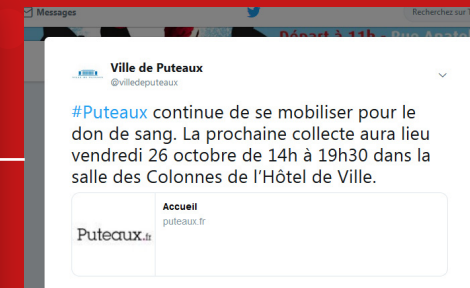 Messages
Recherchez sur
Départ à 11h - Rue Anatol
Ville de Puteaux
@villedeputeaux
#Puteaux continue de se mobiliser pour le
don de sang. La prochaine collecte aura lieu
vendredi 26 octobre de 14h à 19h30 dans la
salle des Colonnes de l'Hôtel de Ville.
Accueil
puteaux.fr
Puteaux.fr